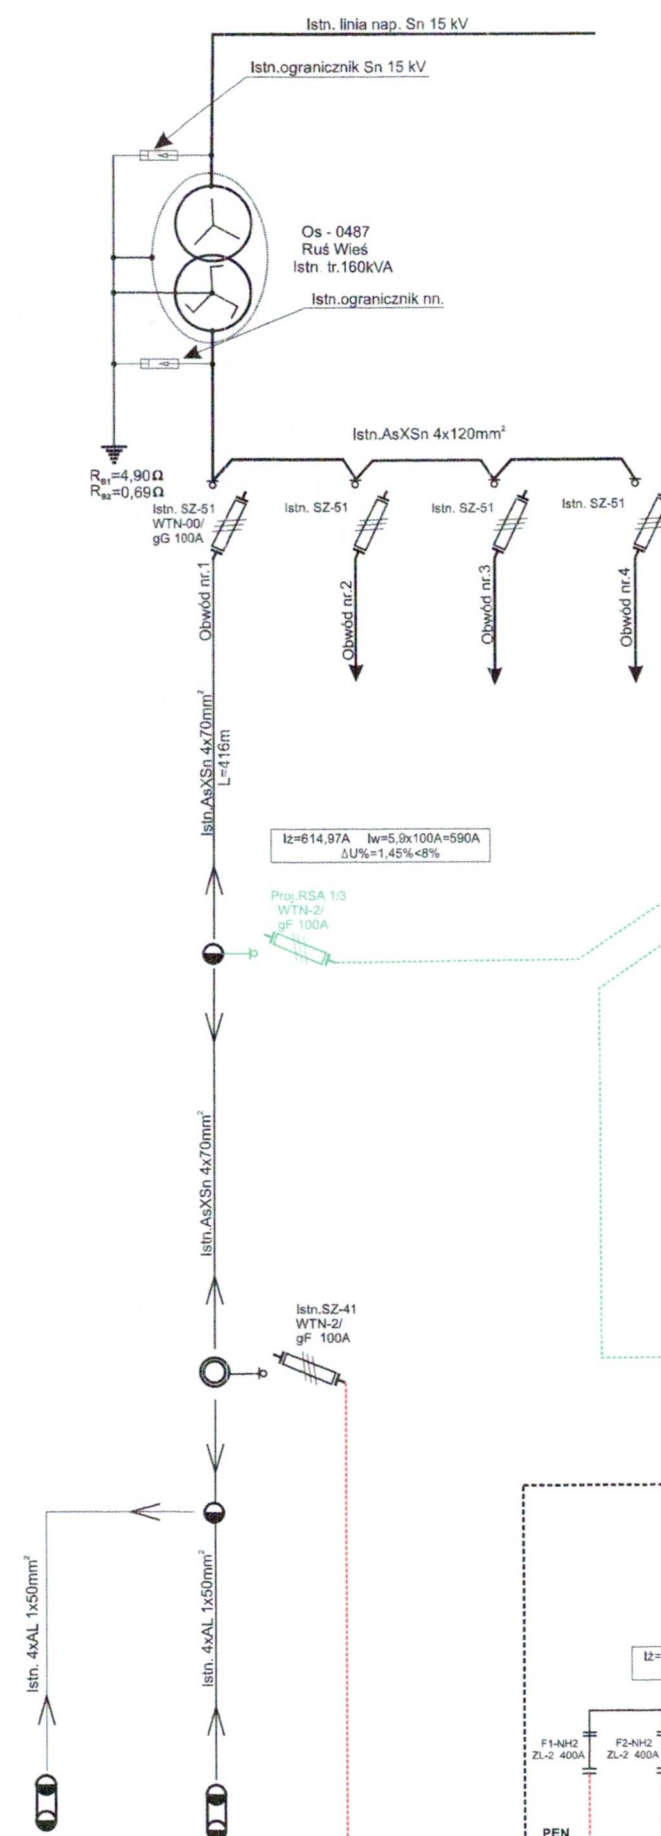 Istn. linia nap. Sn 15 kV
Istn.ogranicznik Sn 15 kV
Os - 0487
Ruś Wieś
Istn. tr.160kVA
Istn.ogranicznik nn.
Istn.AsXSn 4x120mm²
R_B1=4,90Ω
R_B2=0,69Ω
Istn. SZ-51
WTN-00/
gG 100A
Istn. SZ-51
Istn. SZ-51
Istn. SZ-51
Obwód nr.1
Obwód nr.2
Obwód nr.3
Obwód nr.4
Istn.AsXSn 4x70mm²
L=416m
Iż=614,97A Iw=5,9x100A=590A
ΔU%=1,45%<8%
Proj.RSA 1/3
WTN-2/
gF 100A
Istn.AsXSn 4x70mm²
Istn.SZ-41
WTN-2/
gF 100A
Istn. 4xAL 1x50mm²
Istn. 4xAL 1x50mm²
Iż=
F1-NH2
ZL-2 400A
F2-NH2
ZL-2 400A
PEN